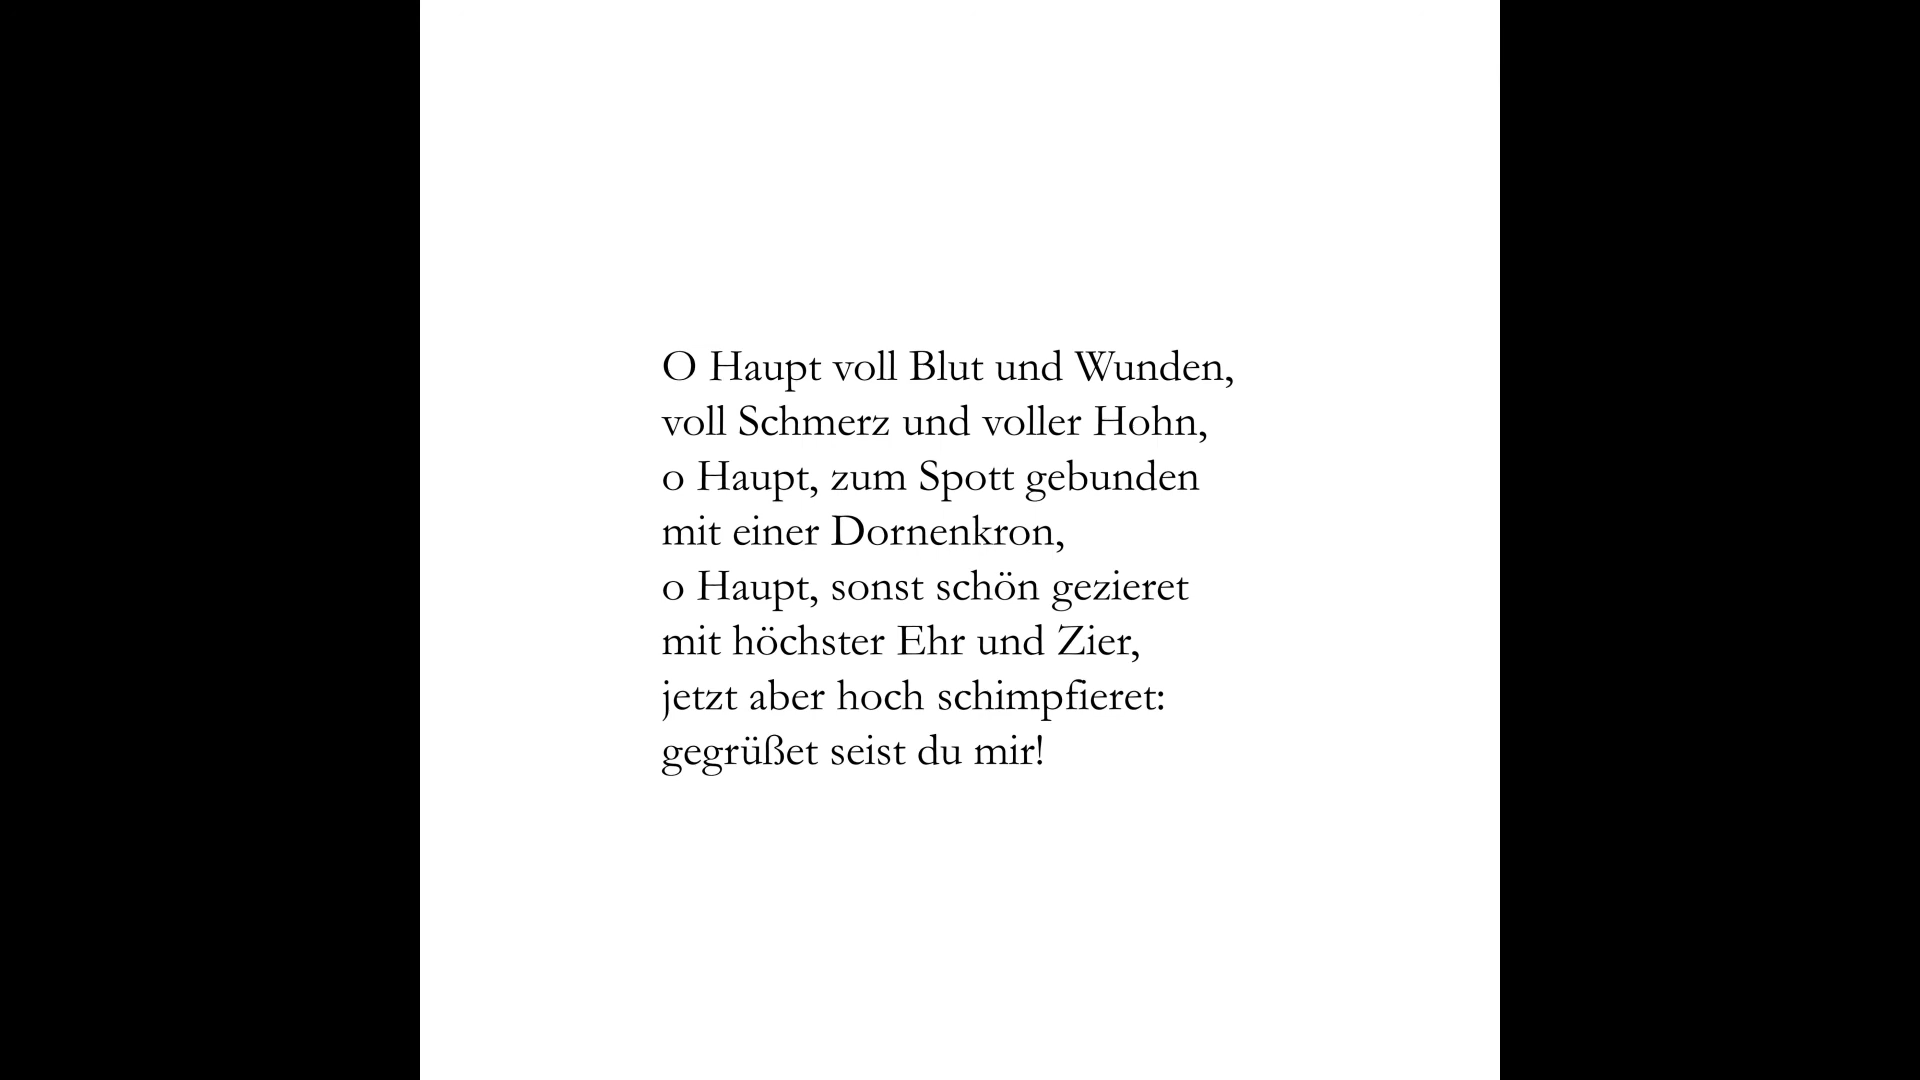 O Haupt voll Blut und Wunden,
voll Schmerz und voller Hohn,
o Haupt, zum Spott gebunden
mit einer Dornenkron,
o Haupt, sonst schön gezieret
mit höchster Ehr und Zier,
jetzt aber hoch schimpfieret:
gegrüßet seist du mir!